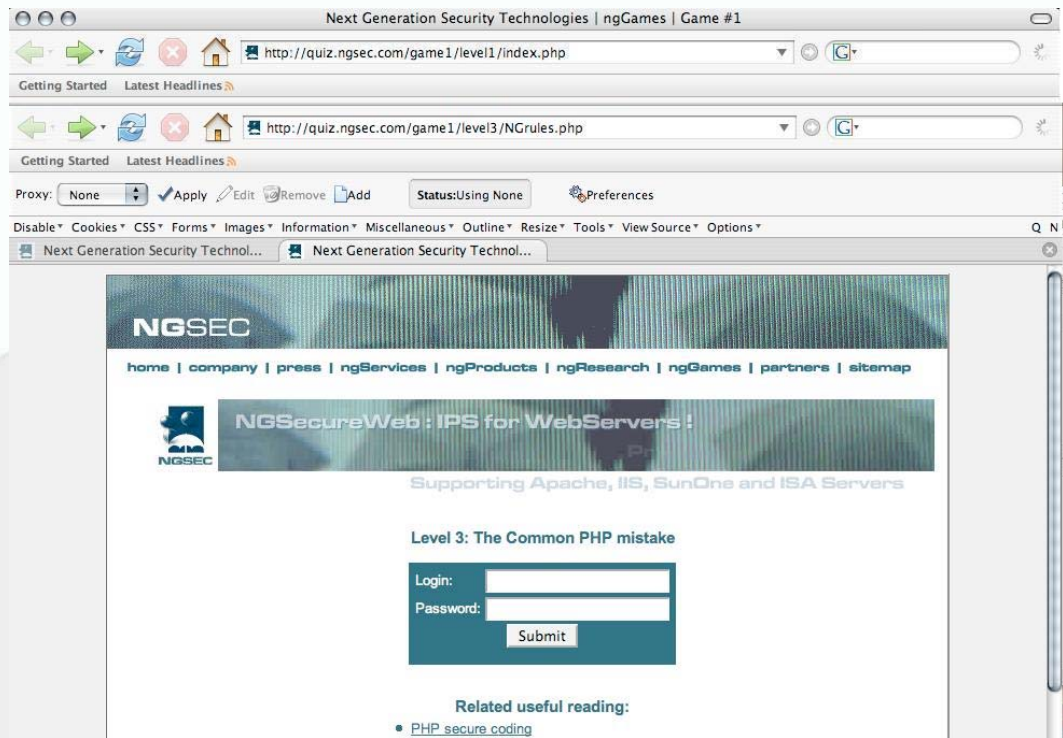 Next Generation Security Technologies | ngGames | Game #1
http://quiz.ngsec.com/game1/level1/index.php
G
Getting Started Latest Headlines
http://quiz.ngsec.com/game1/level3/NGrules.php
G
Getting Started Latest Headlines
Proxy: None Apply Edit Remove Add Status:Using None Preferences
Disable Cookies CSS Forms Images Information Miscellaneous Outline Resize Tools View Source Options Q N
Next Generation Security Technol... Next Generation Security Technol...
NGSEC
home | company | press | ngServices | ngProducts | ngResearch | ngGames | partners | sitemap
NGSecureWeb : IPS for WebServers !
NGSEC
Supporting Apache, IIS, SunOne and ISA Servers
Level 3: The Common PHP mistake
Login:
Password:
Submit
Related useful reading:
• PHP secure coding